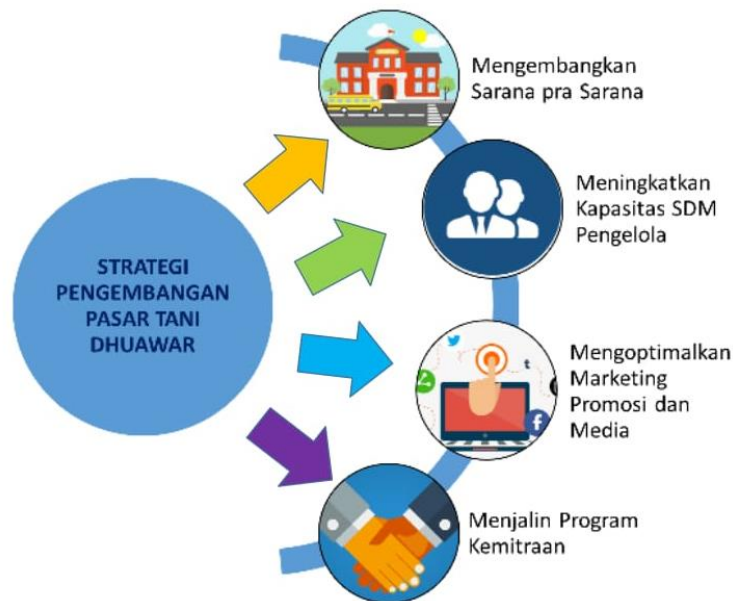 Mengembangkan
Sarana pra Sarana
Meningkatkan
Kapasitas SDM
Pengelola
STRATEGI
PENGEMBANGAN
PASAR TANI
DHUAWAR
Mengoptimalkan
Marketing
Promosi dan
Media
Menjalin Program
Kemitraan